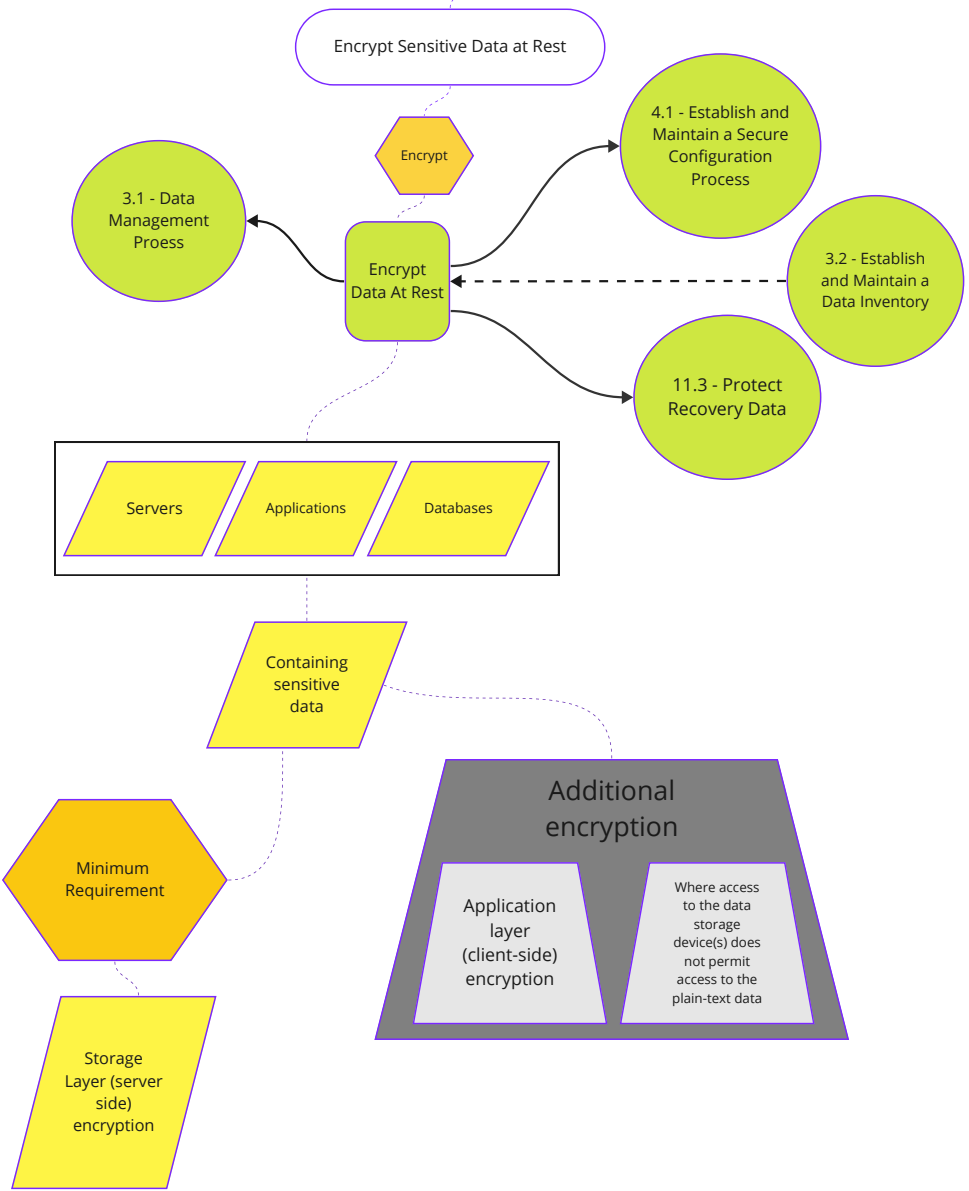 Encrypt Sensitive Data at Rest
Encrypt
4.1 - Establish and
Maintain a Secure
Configuration
Process
3.1 - Data
Management
Proess
Encrypt
Data At Rest
3.2 - Establish
and Maintain a
Data Inventory
11.3 - Protect
Recovery Data
Servers
Applications
Databases
Containing
sensitive
data
Additional
encryption
Minimum
Requirement
Application
layer
(client-side)
encryption
Where access
to the data
storage
device(s) does
not permit
access to the
plain-text data
Storage
Layer (server
side)
encryption